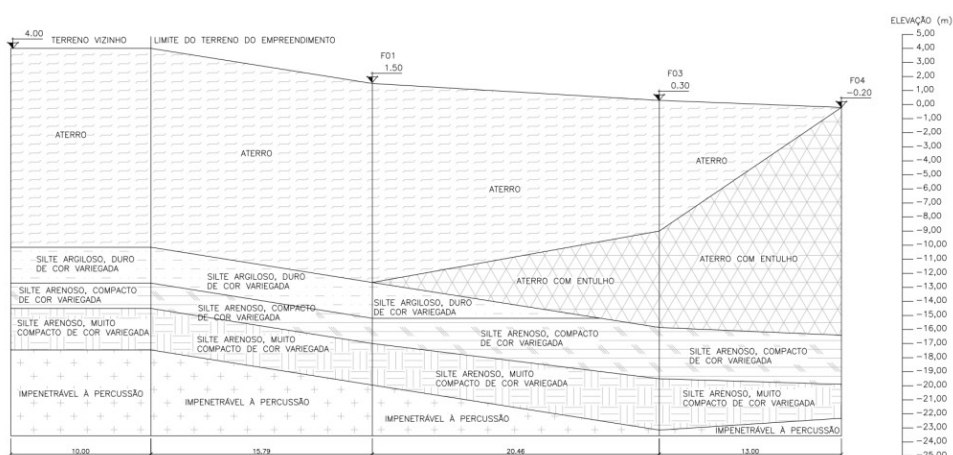 ELEVAÇÃO (m)
4.00
TERRENO VIZINHO
LIMITE DO TERRENO DO EMPREENDIMENTO
F01
1.50
F03
0.30
F04
-0.20
5,00
4,00
3,00
2,00
1,00
0,00
-1,00
-2,00
-3,00
-4,00
-5,00
-6,00
-7,00
-8,00
-9,00
-10,00
-11,00
-12,00
-13,00
-14,00
-15,00
-16,00
-17,00
-18,00
-19,00
-20,00
-21,00
-22,00
-23,00
-24,00
-25,00
ATERRO
ATERRO
ATERRO
ATERRO
SILTE ARGILOSO, DURO
DE COR VARIEGADA
SILTE ARENOSO, COMPACTO
DE COR VARIEGADA
SILTE ARENOSO, MUITO
COMPACTO DE COR VARIEGADA
IMPENETRÁVEL À PERCUSSÃO
SILTE ARGILOSO, DURO
DE COR VARIEGADA
SILTE ARENOSO, COMPACTO
DE COR VARIEGADA
SILTE ARENOSO, MUITO
COMPACTO DE COR VARIEGADA
IMPENETRÁVEL À PERCUSSÃO
ATERRO COM ENTULHO
SILTE ARGILOSO, DURO
DE COR VARIEGADA
SILTE ARENOSO, COMPACTO
DE COR VARIEGADA
SILTE ARENOSO, MUITO
COMPACTO DE COR VARIEGADA
IMPENETRÁVEL À PERCUSSÃO
ATERRO COM ENTULHO
SILTE ARENOSO, COMPACTO
DE COR VARIEGADA
SILTE ARENOSO, MUITO
COMPACTO DE COR VARIEGADA
IMPENETRÁVEL À PERCUSSÃO
10.00
15.79
20.46
13.00